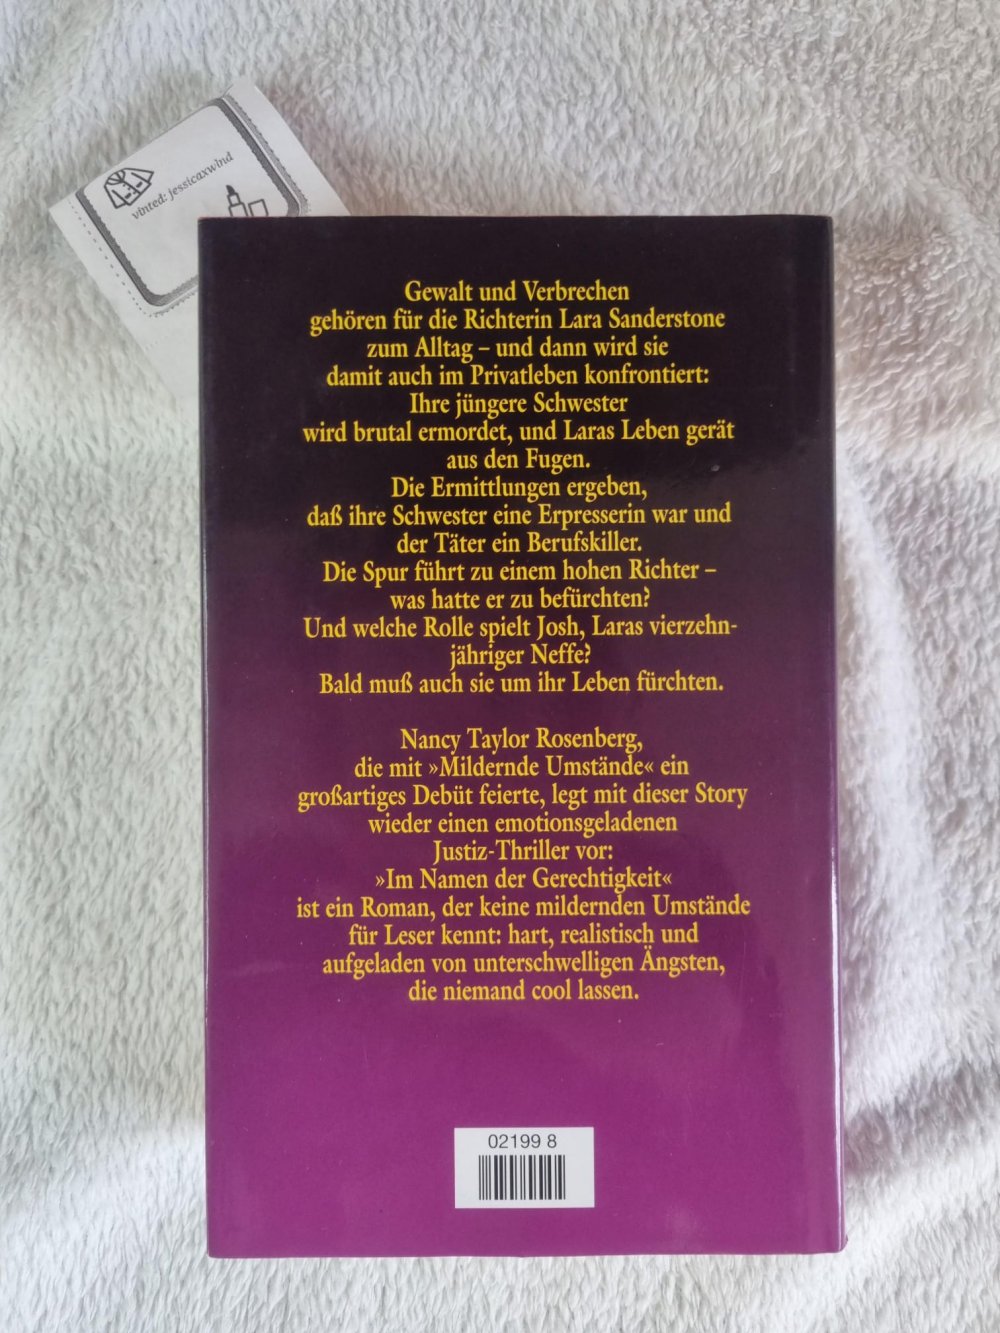 vinted: jessicaxwind
Gewalt und Verbrechen
gehören für die Richterin Lara Sanderstone
zum Alltag – und dann wird sie
damit auch im Privatleben konfrontiert:
Ihre jüngere Schwester
wird brutal ermordet, und Laras Leben gerät
aus den Fugen.
Die Ermittlungen ergeben,
daß ihre Schwester eine Erpresserin war und
der Täter ein Berufskiller.
Die Spur führt zu einem hohen Richter –
was hatte er zu befürchten?
Und welche Rolle spielt Josh, Laras vierzehn-
jähriger Neffe?
Bald muß auch sie um ihr Leben fürchten.
Nancy Taylor Rosenberg,
die mit »Mildernde Umstände« ein
großartiges Debüt feierte, legt mit dieser Story
wieder einen emotionsgeladenen
Justiz-Thriller vor:
»Im Namen der Gerechtigkeit«
ist ein Roman, der keine mildernden Umstände
für Leser kennt: hart, realistisch und
aufgeladen von unterschwelligen Ängsten,
die niemand cool lassen.
02199 8